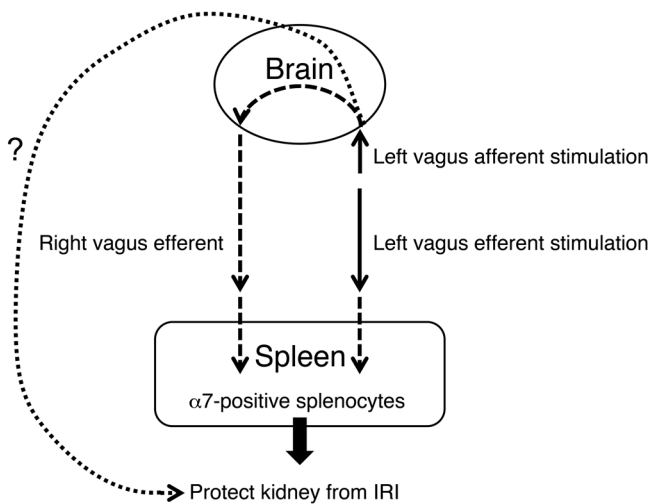 Brain
?
Left vagus afferent stimulation
Right vagus efferent
Left vagus efferent stimulation
Spleen
α7-positive splenocytes
Protect kidney from IRI